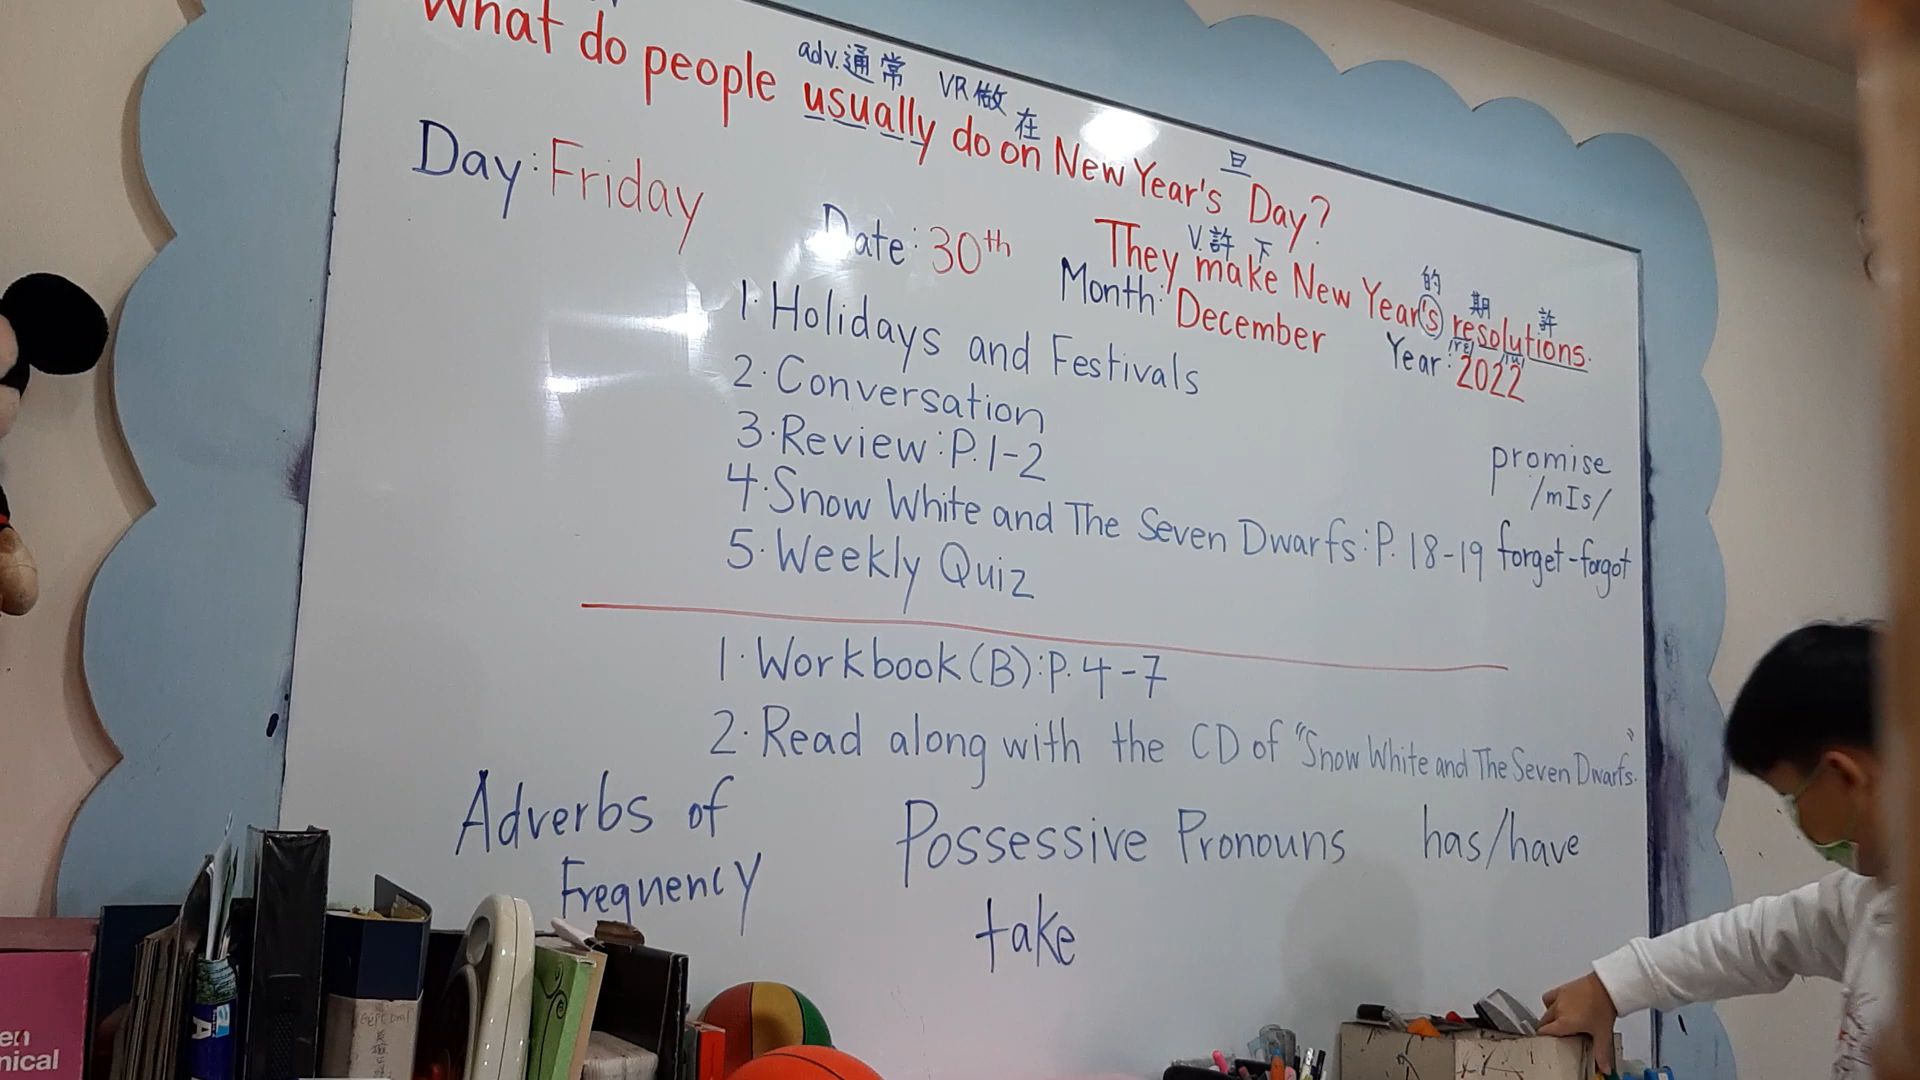 What do people usually do on New Year's Day?
adv.通常 VR做 在 旦
They make New Year's resolutions.
V.許下 的 期 許
Day: Friday Date: 30th Month: December Year: 2022
1. Holidays and Festivals
2. Conversation
3. Review: P.1-2
4. Snow White and The Seven Dwarfs: P. 18-19
5. Weekly Quiz
promise
/mIs/
forget-forgot
1. Workbook(B): P. 4-7
2. Read along with the CD of "Snow White and The Seven Dwarfs."
Adverbs of
Frequency
Possessive Pronouns
take
has/have
en
nical